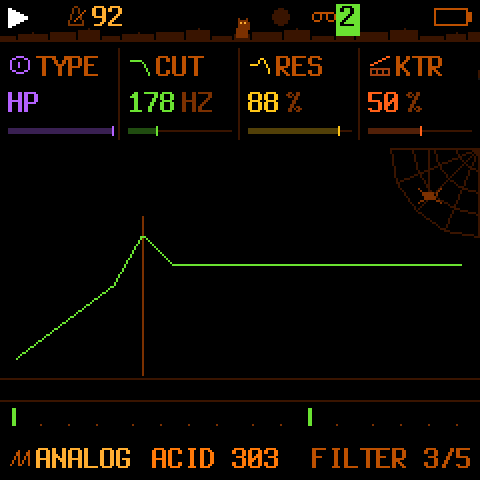 92 2
TYPE CUT RES KTR
HP 178 HZ 88 % 50 %
ANALOG ACID 303 FILTER 3/5